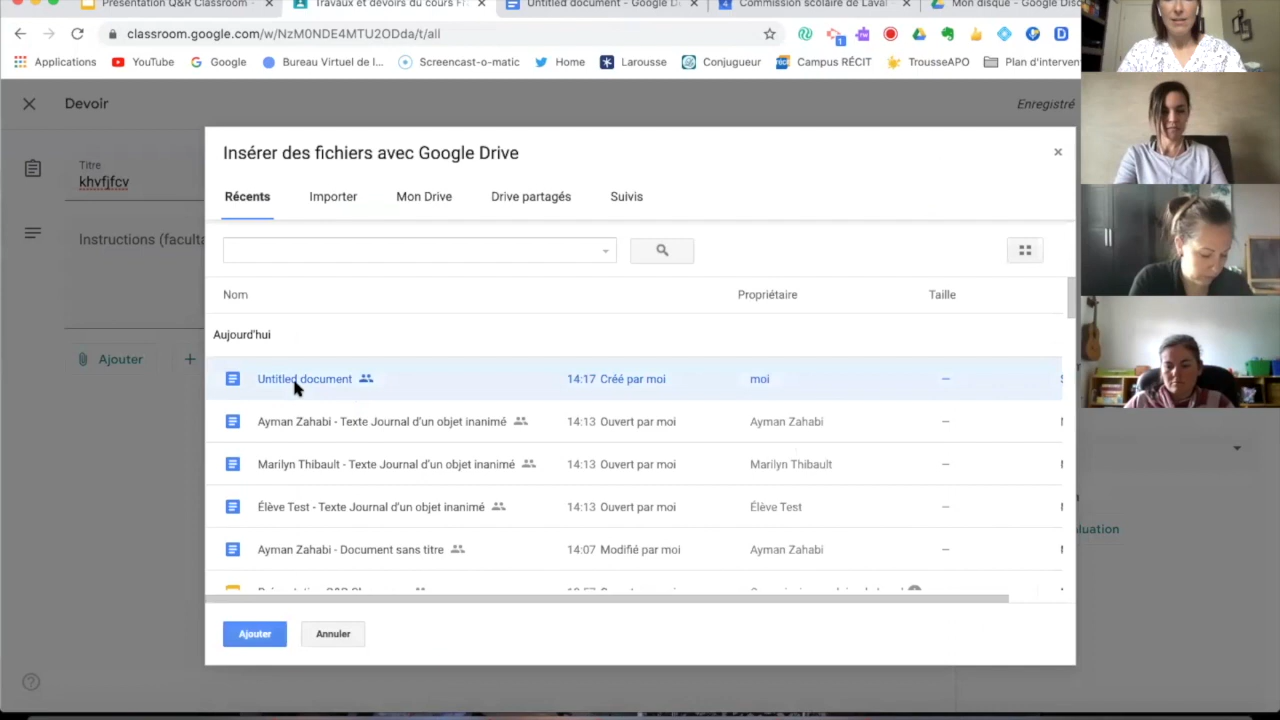 Présentation Q&R Classroom -
Travaux et devoirs du cours
Untitled document - Google D
Commission scolaire de Laval
Mon disque - Google Disc
classroom.google.com/w/NzM0NDE4MTU2ODda/t/all
Applications YouTube Google Bureau Virtuel de l... Screencast-o-matic Home Larousse Conjugueur Campus RÉCIT TrousseAPO Plan d'interven
Devoir
Enregistré
Titre
khvfjfcv
Instructions (faculta
Ajouter
Insérer des fichiers avec Google Drive
Récents Importer Mon Drive Drive partagés Suivis
Nom Propriétaire Taille
Aujourd'hui
Untitled document 14:17 Créé par moi moi –
Ayman Zahabi - Texte Journal d'un objet inanimé 14:13 Ouvert par moi Ayman Zahabi –
Marilyn Thibault - Texte Journal d'un objet inanimé 14:13 Ouvert par moi Marilyn Thibault –
Élève Test - Texte Journal d'un objet inanimé 14:13 Ouvert par moi Élève Test –
Ayman Zahabi - Document sans titre 14:07 Modifié par moi Ayman Zahabi –
Ajouter Annuler
aluation